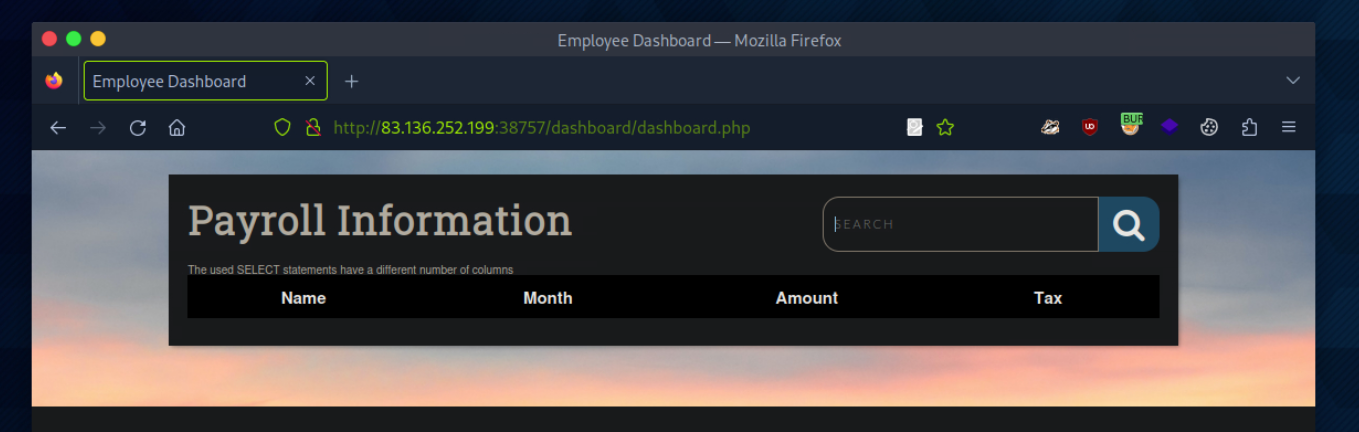 Employee Dashboard — Mozilla Firefox
Employee Dashboard
http://83.136.252.199:38757/dashboard/dashboard.php
BUR
Payroll Information
SEARCH
The used SELECT statements have a different number of columns
Name Month Amount Tax